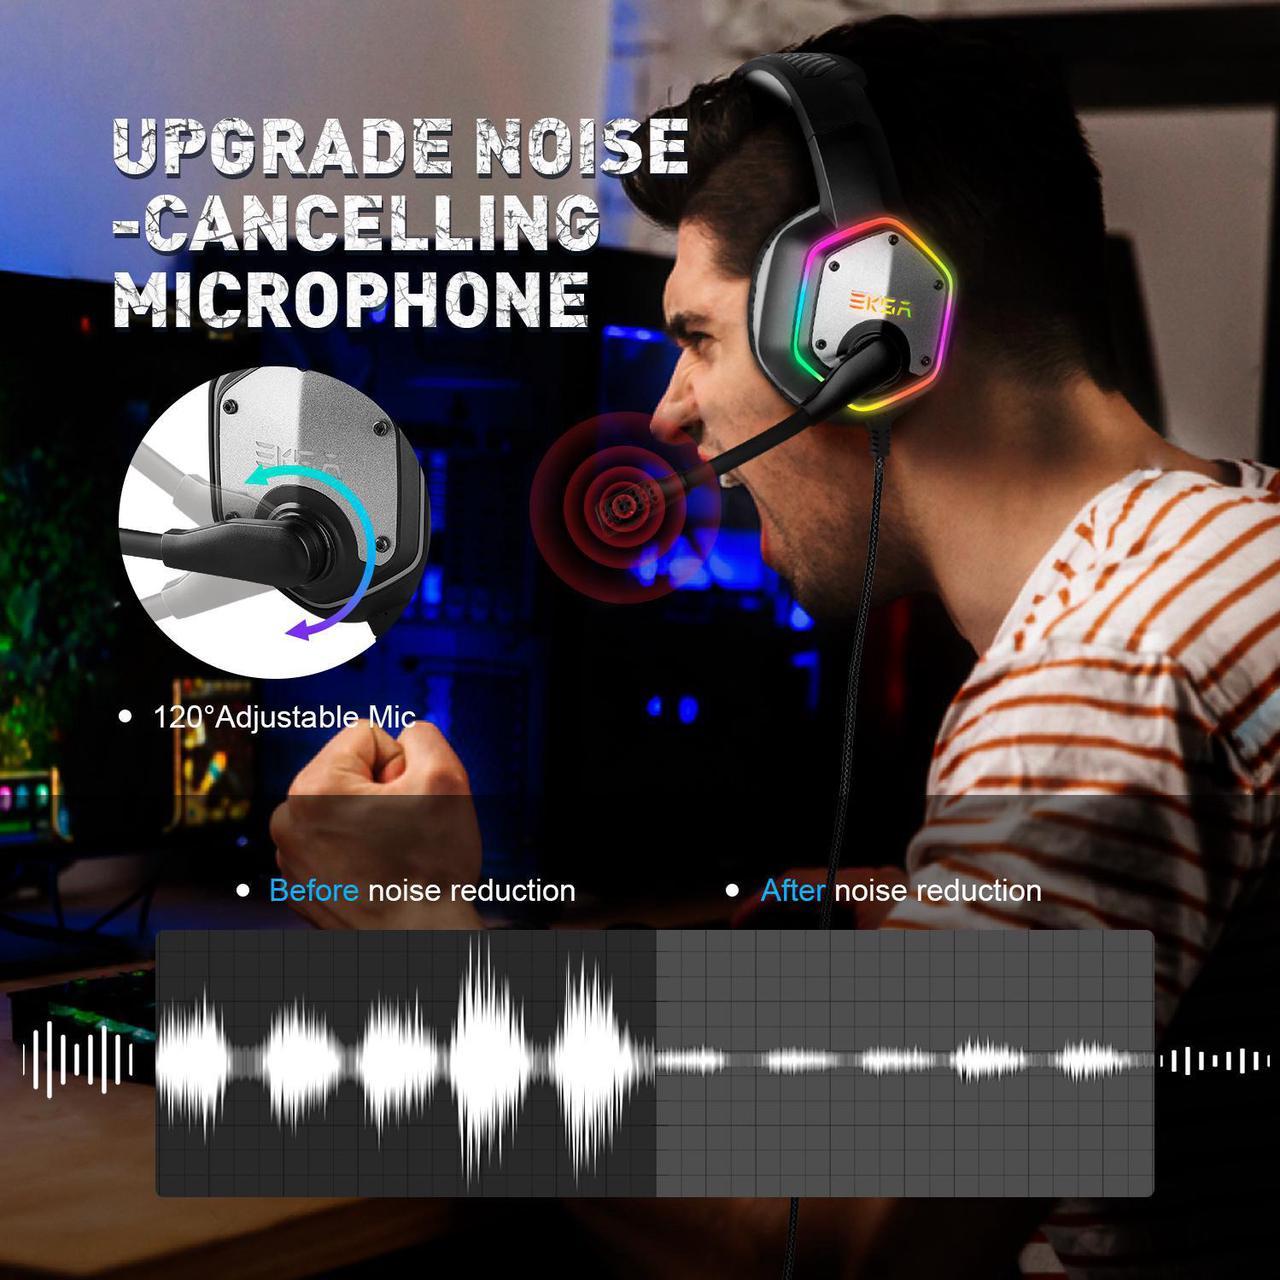 UPGRADE NOISE
-CANCELLING
MICROPHONE
EKSA
EKSA
120°Adjustable Mic
Before noise reduction
After noise reduction